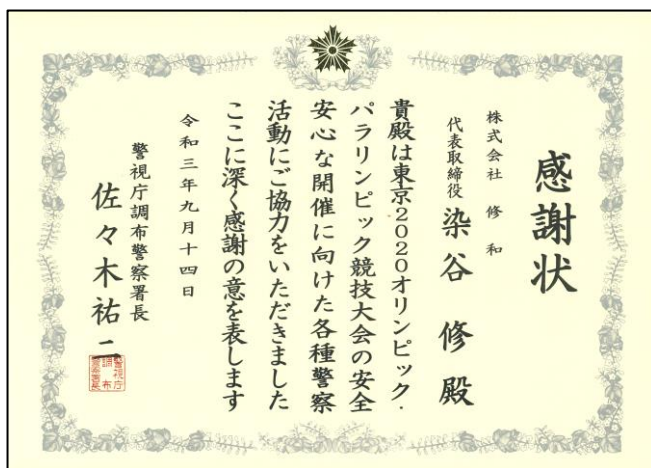 感謝状
株式会社 修和
代表取締役 染谷 修 殿
貴殿は東京2020オリンピック・
パラリンピック競技大会の安全
安心な開催に向けた各種警察
活動にご協力をいただきました
ここに深く感謝の意を表します
令和三年九月十四日
警視庁調布警察署長
佐々木祐二